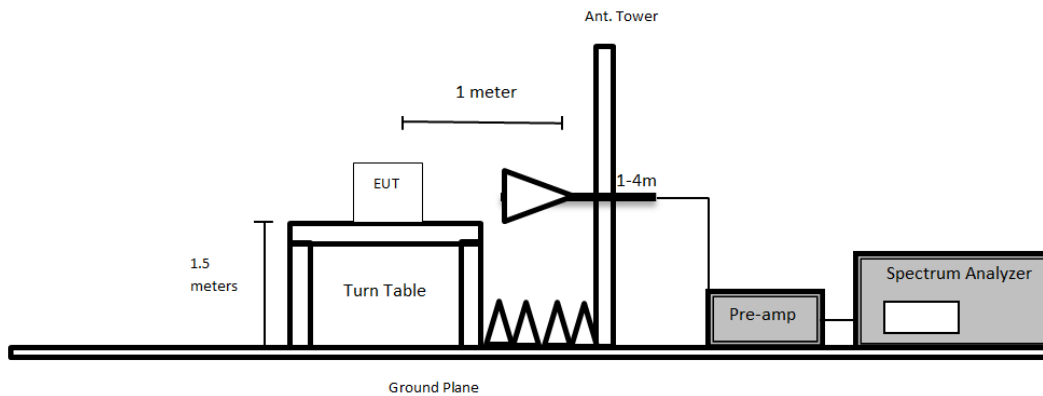 Ant. Tower
1 meter
EUT
1-4m
1.5
meters
Turn Table
Pre-amp
Spectrum Analyzer
Ground Plane